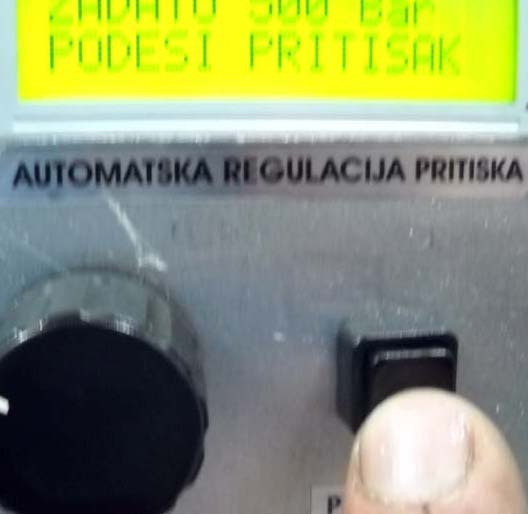 ZADATO 500 Bar
PODESI PRITISAK
AUTOMATSKA REGULACIJA PRITISKA
P